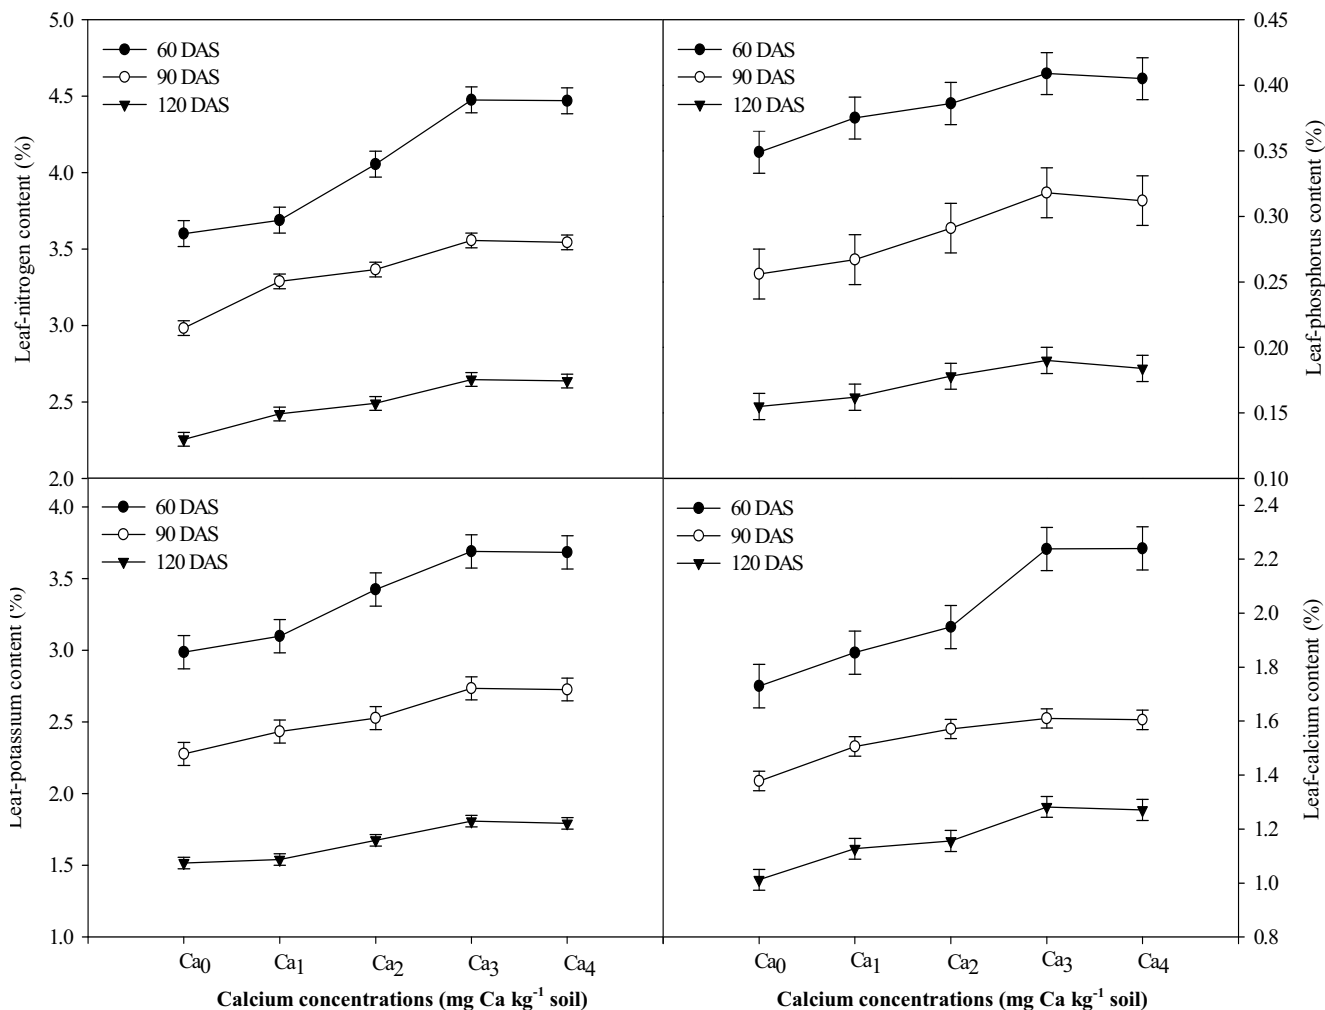 Leaf-nitrogen content (%)
5.0
4.5
4.0
3.5
3.0
2.5
2.0
60 DAS
90 DAS
120 DAS
60 DAS
90 DAS
120 DAS
0.45
0.40
0.35
0.30
0.25
0.20
0.15
0.10
Leaf-phosphorus content (%)
Leaf-potassium content (%)
4.0
3.5
3.0
2.5
2.0
1.5
1.0
60 DAS
90 DAS
120 DAS
60 DAS
90 DAS
120 DAS
2.4
2.2
2.0
1.8
1.6
1.4
1.2
1.0
0.8
Leaf-calcium content (%)
Ca0 Ca1 Ca2 Ca3 Ca4
Calcium concentrations (mg Ca kg-1 soil)
Ca0 Ca1 Ca2 Ca3 Ca4
Calcium concentrations (mg Ca kg-1 soil)